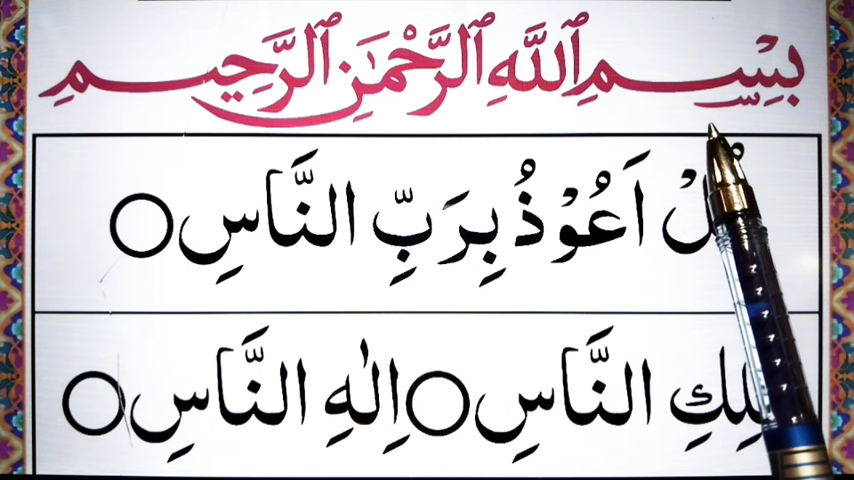 بِسْمِ ٱللَّهِ ٱلرَّحْمَٰنِ ٱلرَّحِيمِ
اَعُوْذُ بِرَبِّ النَّاسِ
النَّاسِ اِلٰهِ النَّاسِ